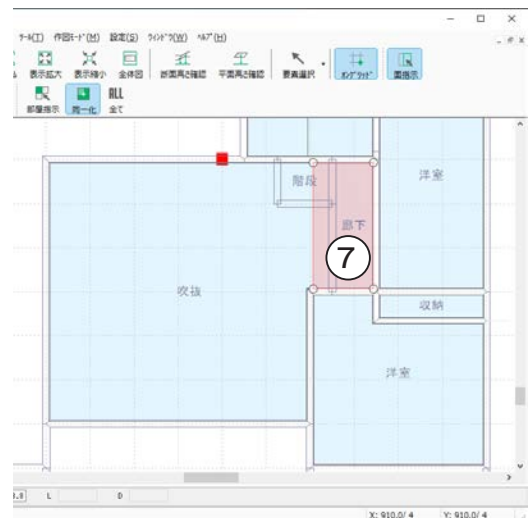 ﾂｰﾙ(T) 作図ﾓｰﾄﾞ(M) 設定(S) ｳｨﾝﾄﾞｳ(W) ﾍﾙﾌﾟ(H)
表示拡大 表示縮小 全体図 断面高さ確認 平面高さ確認 要素選択 ｵﾝｸﾞﾘｯﾄﾞ 面指示
部屋指示 同一化 全て
ALL
階段
洋室
廊下
7
吹抜
収納
洋室
L D
X: 910.0/ 4 Y: 910.0/ 4